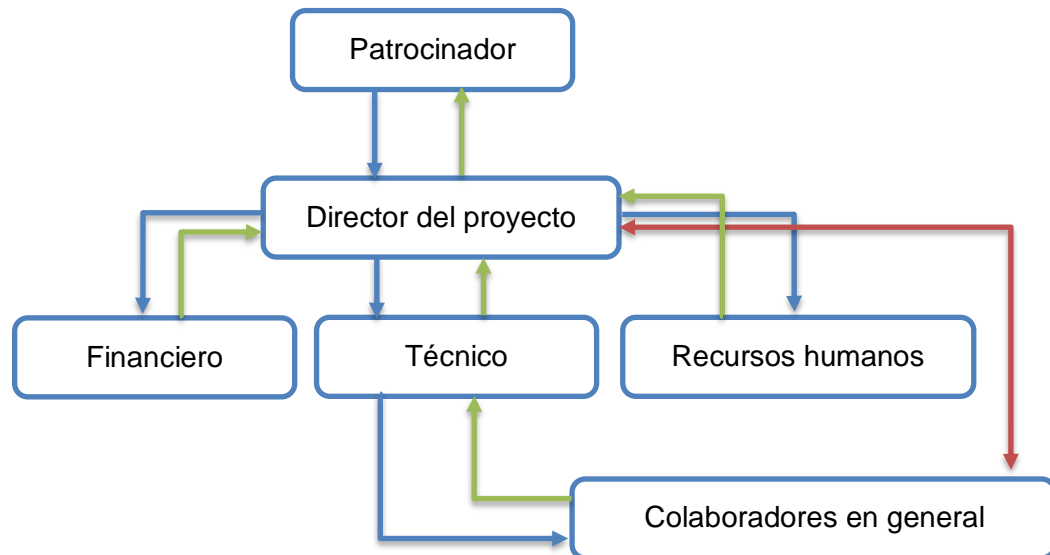 Patrocinador
Director del proyecto
Financiero
Técnico
Recursos humanos
Colaboradores en general